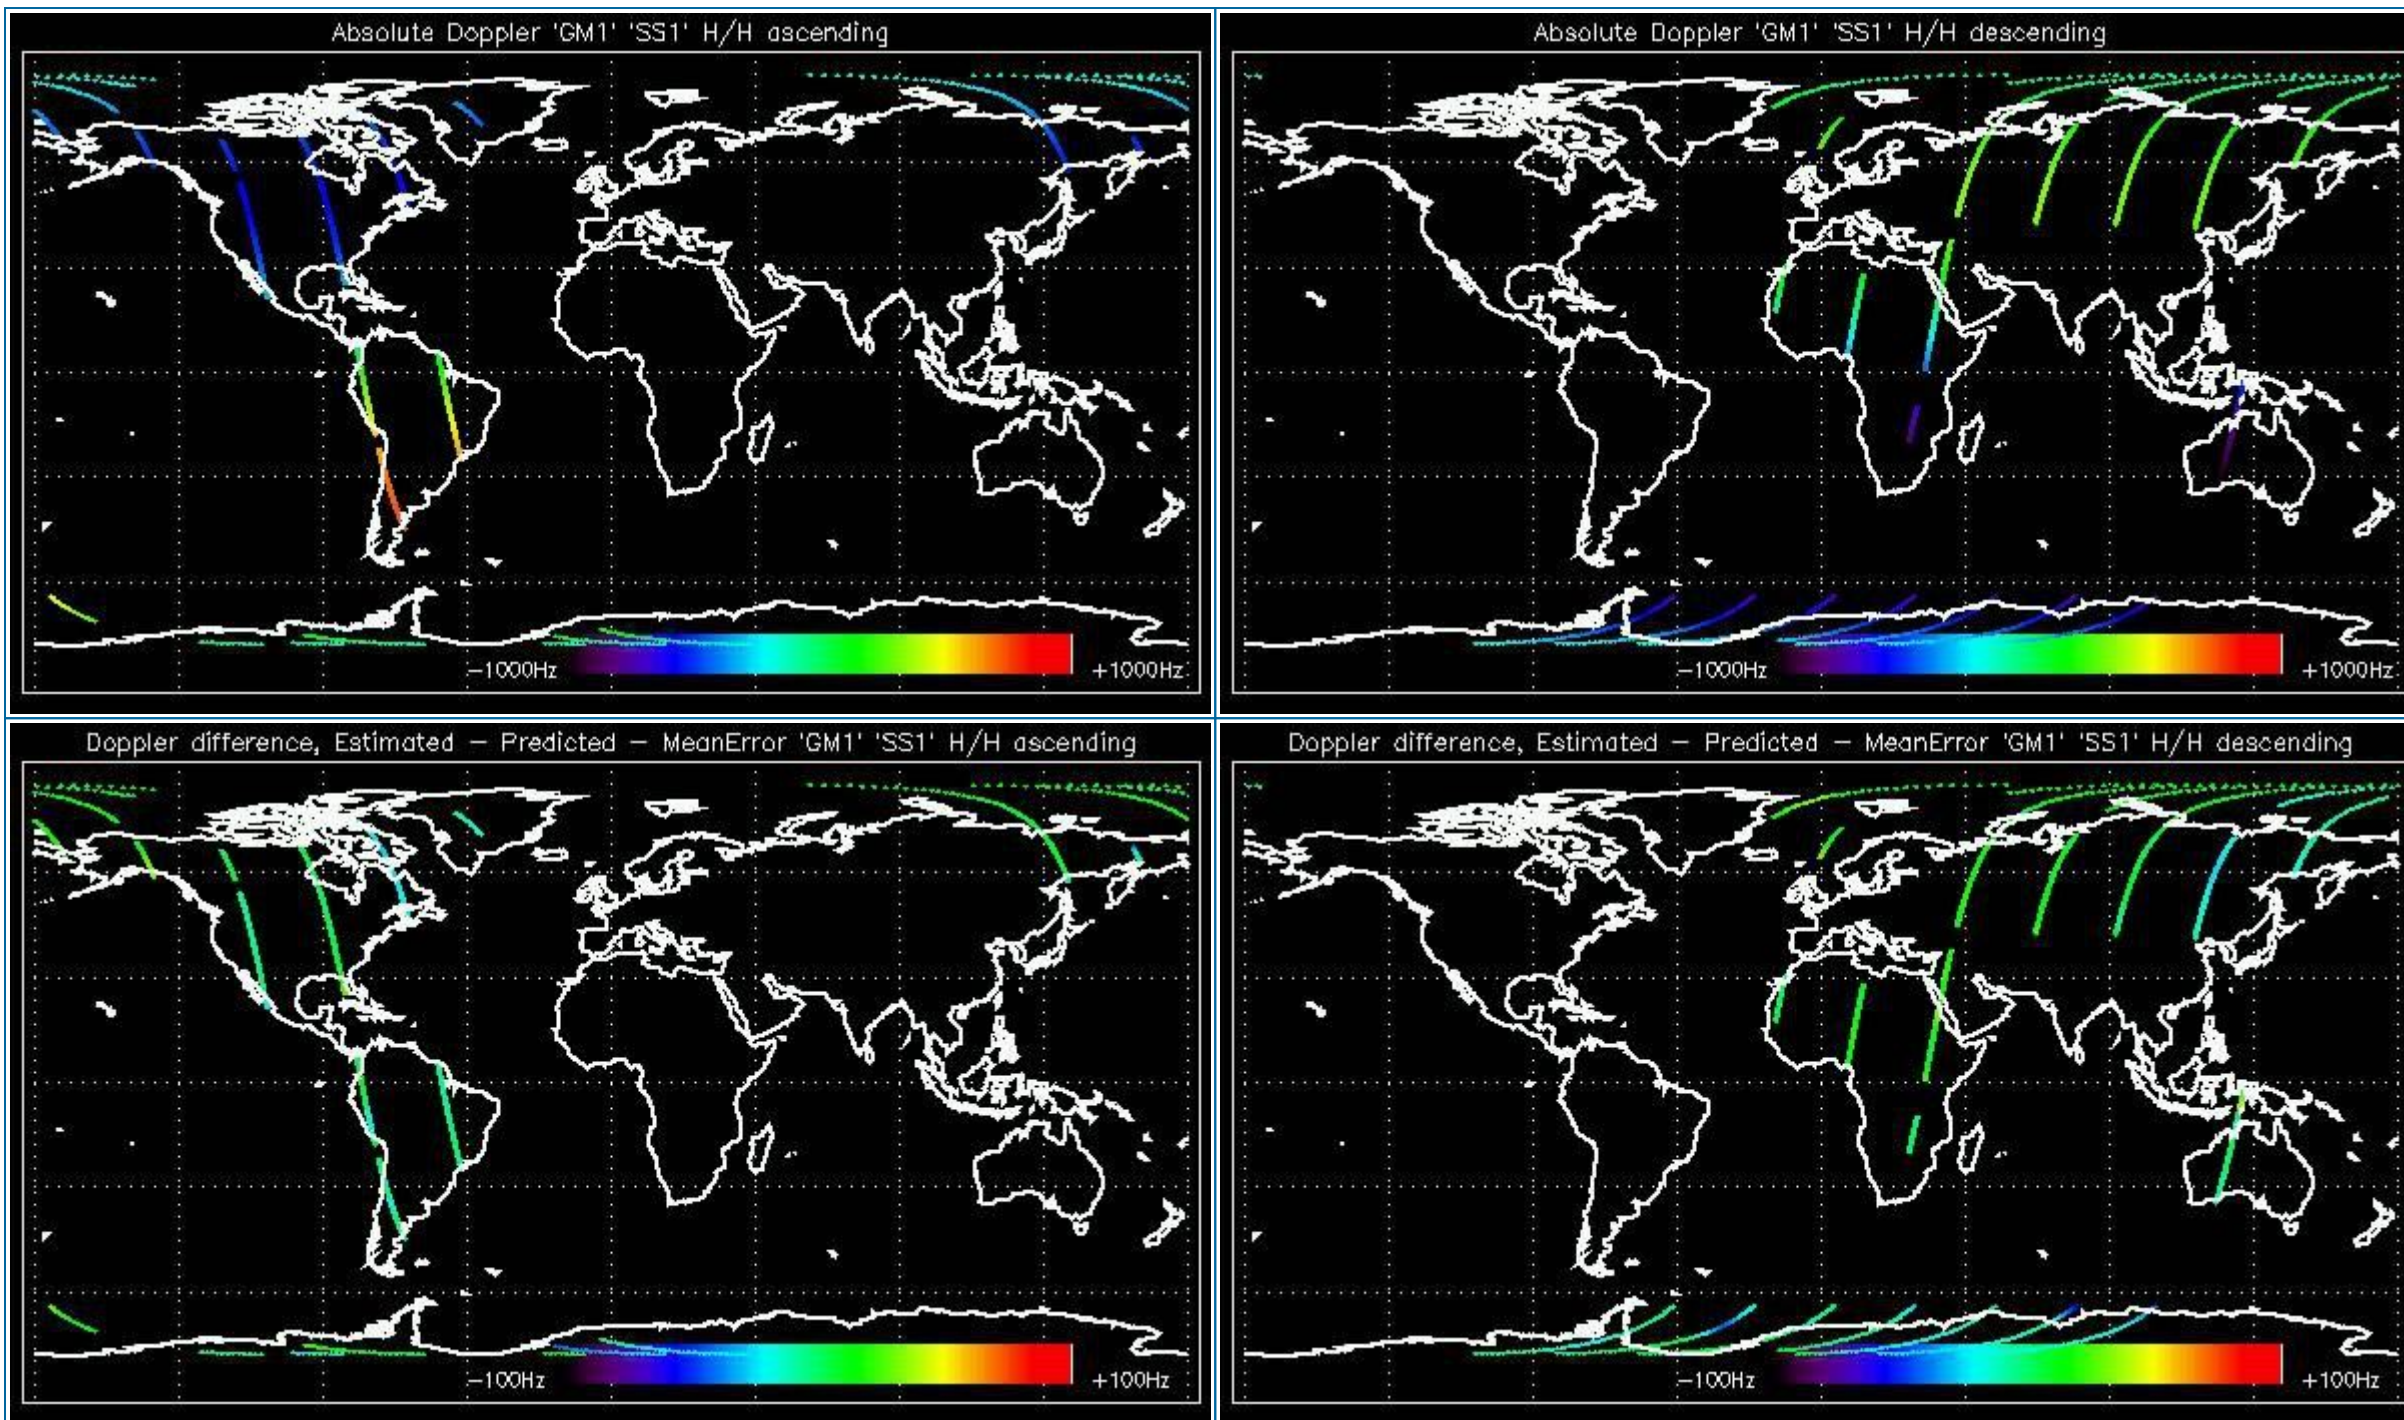 Absolute Doppler 'GM1' 'SS1' H/H ascending
-1000Hz
+1000Hz
Absolute Doppler 'GM1' 'SS1' H/H descending
-1000Hz
+1000Hz
Doppler difference, Estimated - Predicted - MeanError 'GM1' 'SS1' H/H ascending
-100Hz
+100Hz
Doppler difference, Estimated - Predicted - MeanError 'GM1' 'SS1' H/H descending
-100Hz
+100Hz